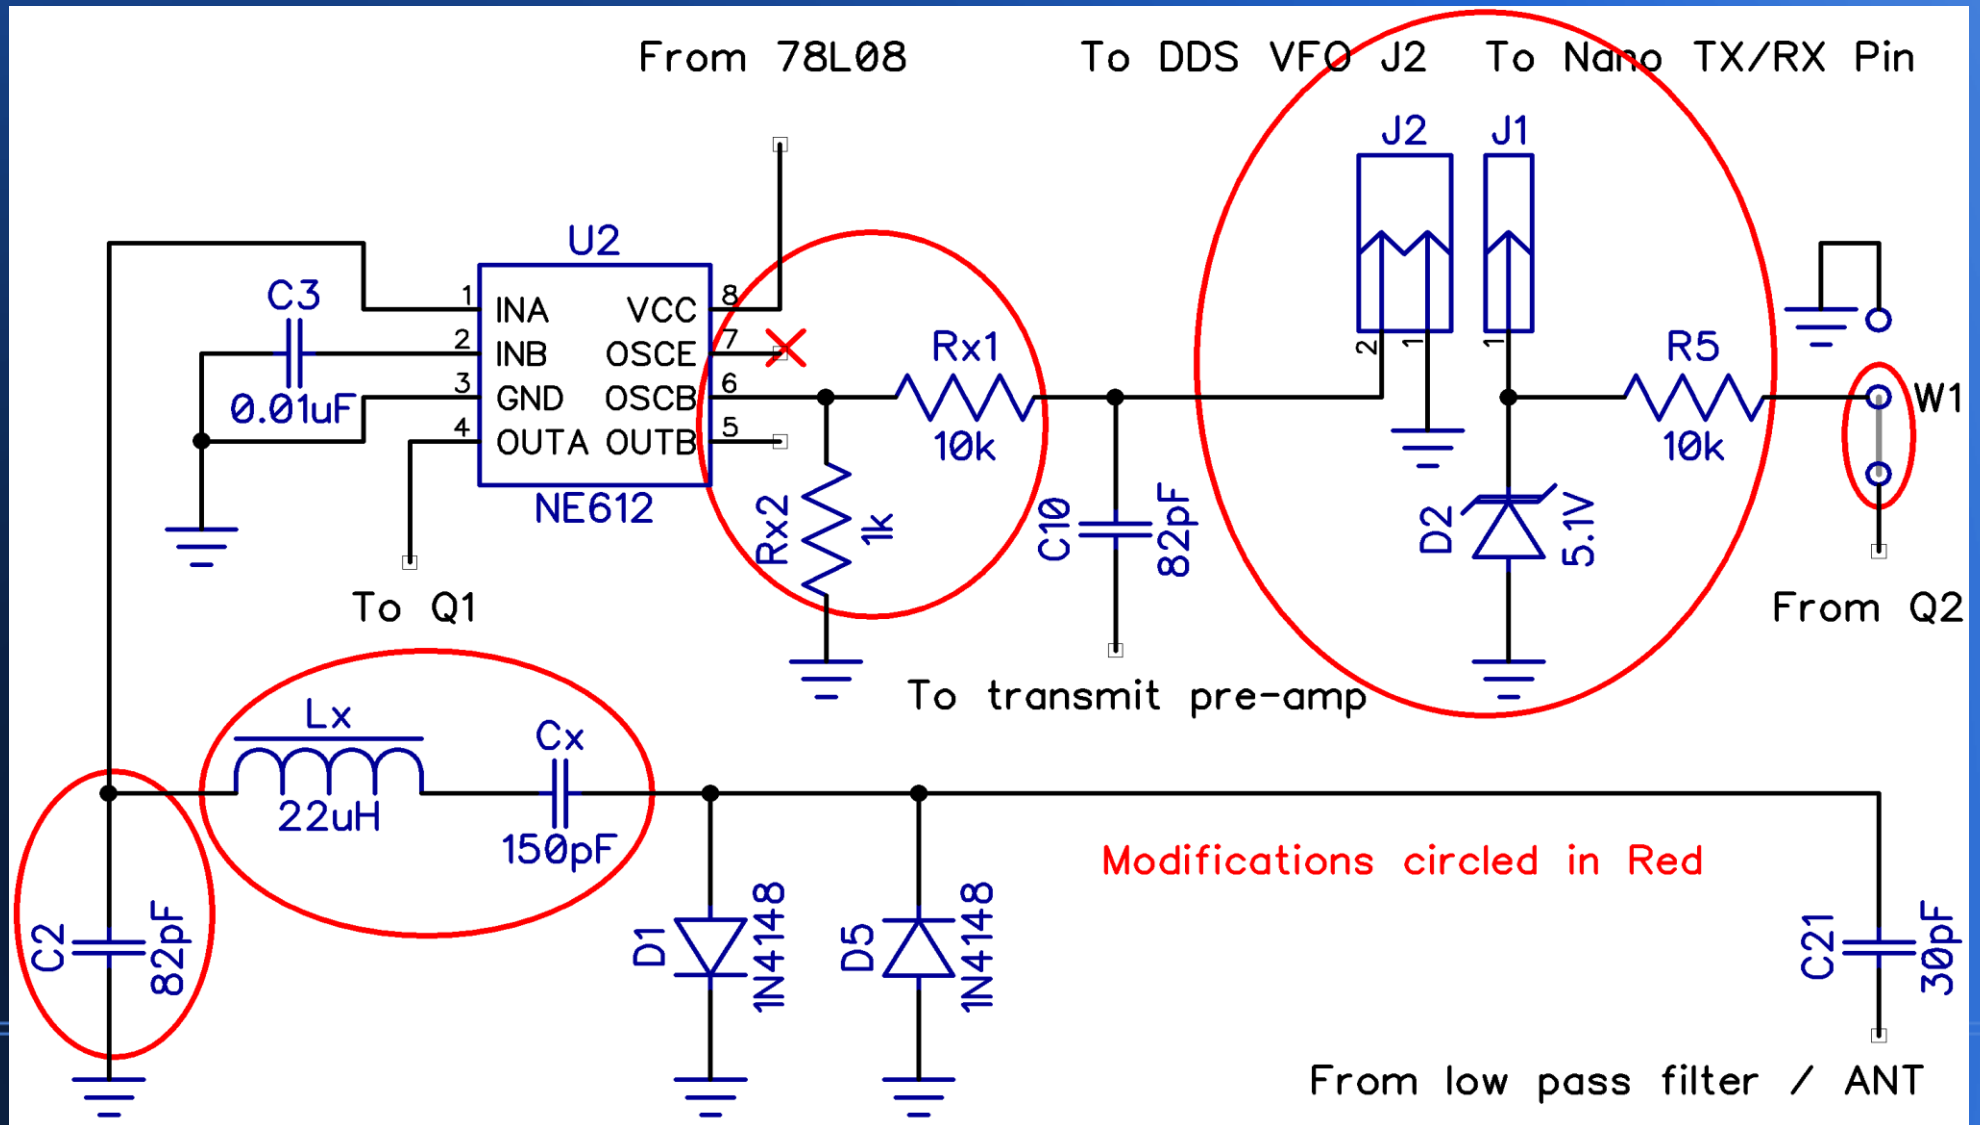 From 78L08
To DDS VFO J2
To Nano TX/RX Pin
J2
J1
U2
C3
0.01uF
1
INA
VCC
8
2
INB
OSCE
7
3
GND
OSCB
6
4
OUTA
OUTB
5
NE612
Rx1
10k
2
1
1
R5
10k
W1
Rx2
1k
C10
82pF
D2
5.1V
To Q1
From Q2
To transmit pre-amp
Lx
22uH
Cx
150pF
Modifications circled in Red
C2
82pF
D1
1N4148
D5
1N4148
C21
30pF
From low pass filter / ANT